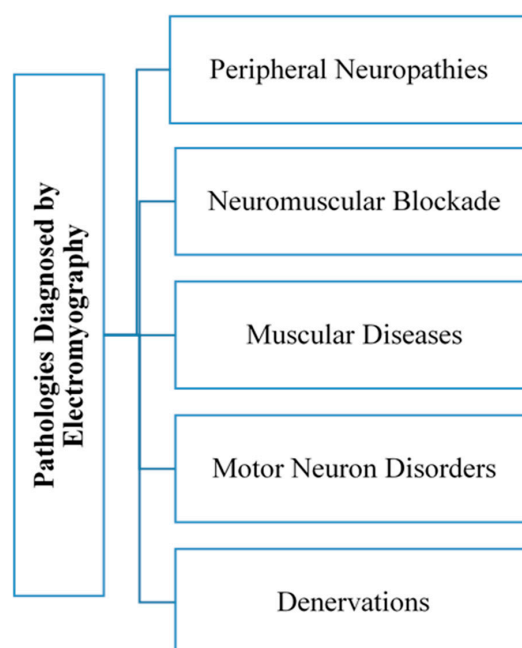 Pathologies Diagnosed by
Electromyography
Peripheral Neuropathies
Neuromuscular Blockade
Muscular Diseases
Motor Neuron Disorders
Denervations